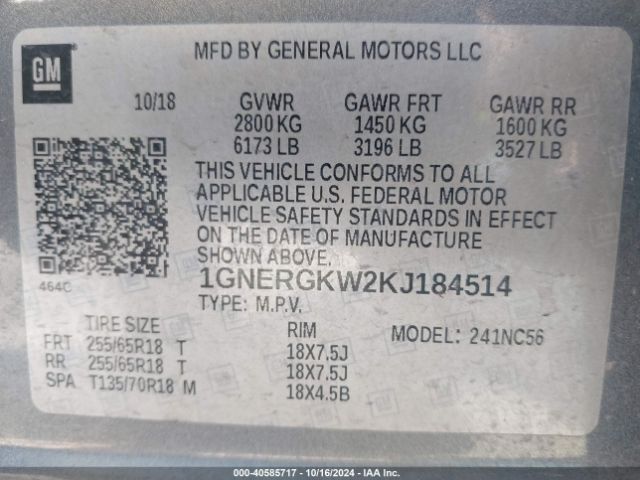 GM
MFD BY GENERAL MOTORS LLC
10/18 GVWR GAWR FRT GAWR RR
2800 KG 1450 KG 1600 KG
6173 LB 3196 LB 3527 LB
THIS VEHICLE CONFORMS TO ALL
APPLICABLE U.S. FEDERAL MOTOR
VEHICLE SAFETY STANDARDS IN EFFECT
ON THE DATE OF MANUFACTURE
SHOWN ABOVE.
464C
1GNERGKW2KJ184514
TYPE: M.P.V.
TIRE SIZE RIM MODEL: 241NC56
FRT 255/65R18 T 18X7.5J
RR 255/65R18 T 18X7.5J
SPA T135/70R18 M 18X4.5B
000-40585717 - 10/16/2024 - IAA Inc.